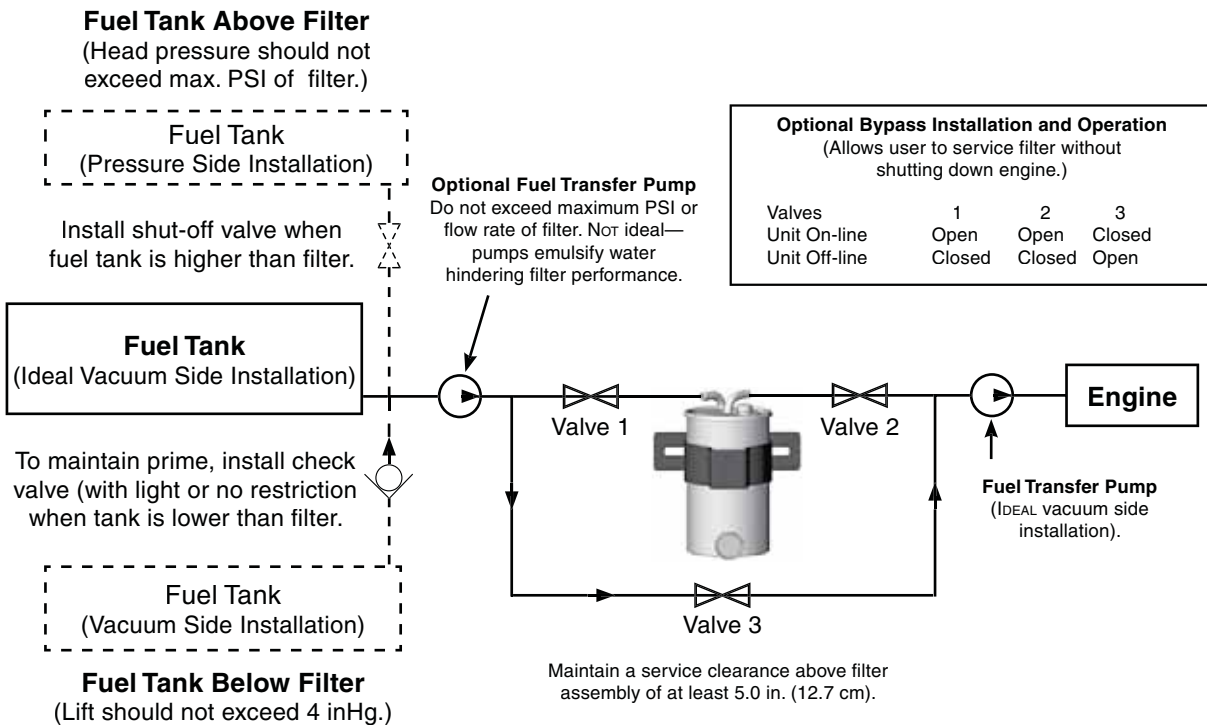 Fuel Tank Above Filter
(Head pressure should not
exceed max. PSI of filter.)
Fuel Tank
(Pressure Side Installation)
Install shut-off valve when
fuel tank is higher than filter.
Fuel Tank
(Ideal Vacuum Side Installation)
To maintain prime, install check
valve (with light or no restriction
when tank is lower than filter.
Fuel Tank
(Vacuum Side Installation)
Fuel Tank Below Filter
(Lift should not exceed 4 inHg.)
Optional Fuel Transfer Pump
Do not exceed maximum PSI or
flow rate of filter. NOT ideal—
pumps emulsify water
hindering filter performance.
Optional Bypass Installation and Operation
(Allows user to service filter without
shutting down engine.)
Valves 1 2 3
Unit On-line Open Open Closed
Unit Off-line Closed Closed Open
Valve 1
Valve 2
Valve 3
Engine
Fuel Transfer Pump
(IDEAL vacuum side
installation).
Maintain a service clearance above filter
assembly of at least 5.0 in. (12.7 cm).